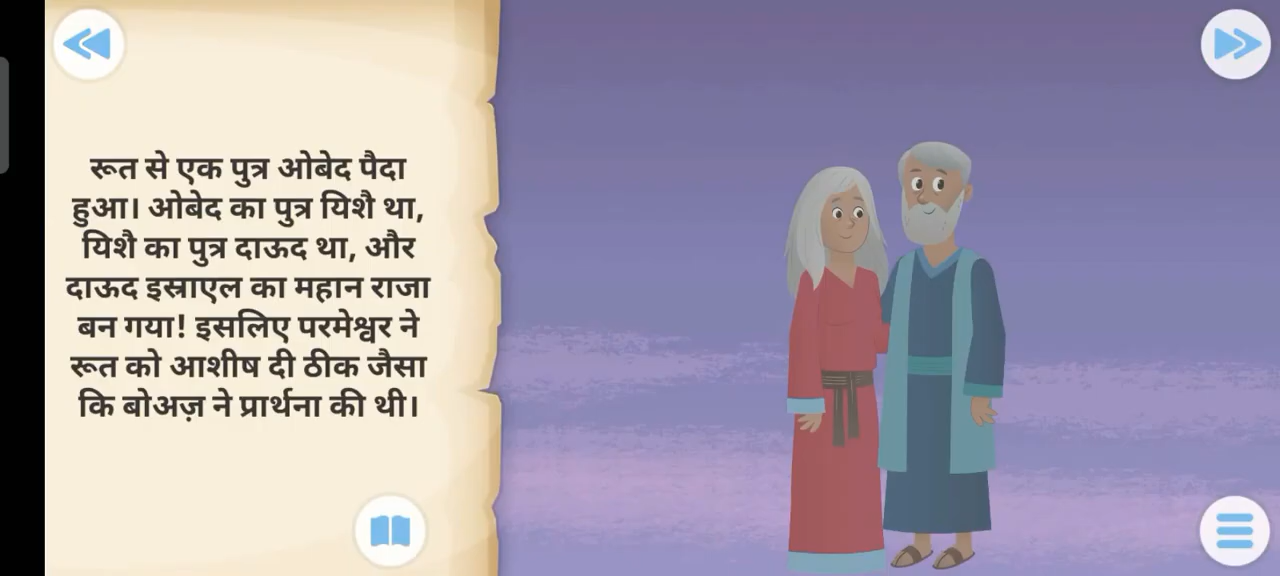 रूत से एक पुत्र ओबेद पैदा
हुआ। ओबेद का पुत्र यिशै था,
यिशै का पुत्र दाऊद था, और
दाऊद इस्राएल का महान राजा
बन गया! इसलिए परमेश्वर ने
रूत को आशीष दी ठीक जैसा
कि बोअज़ ने प्रार्थना की थी।